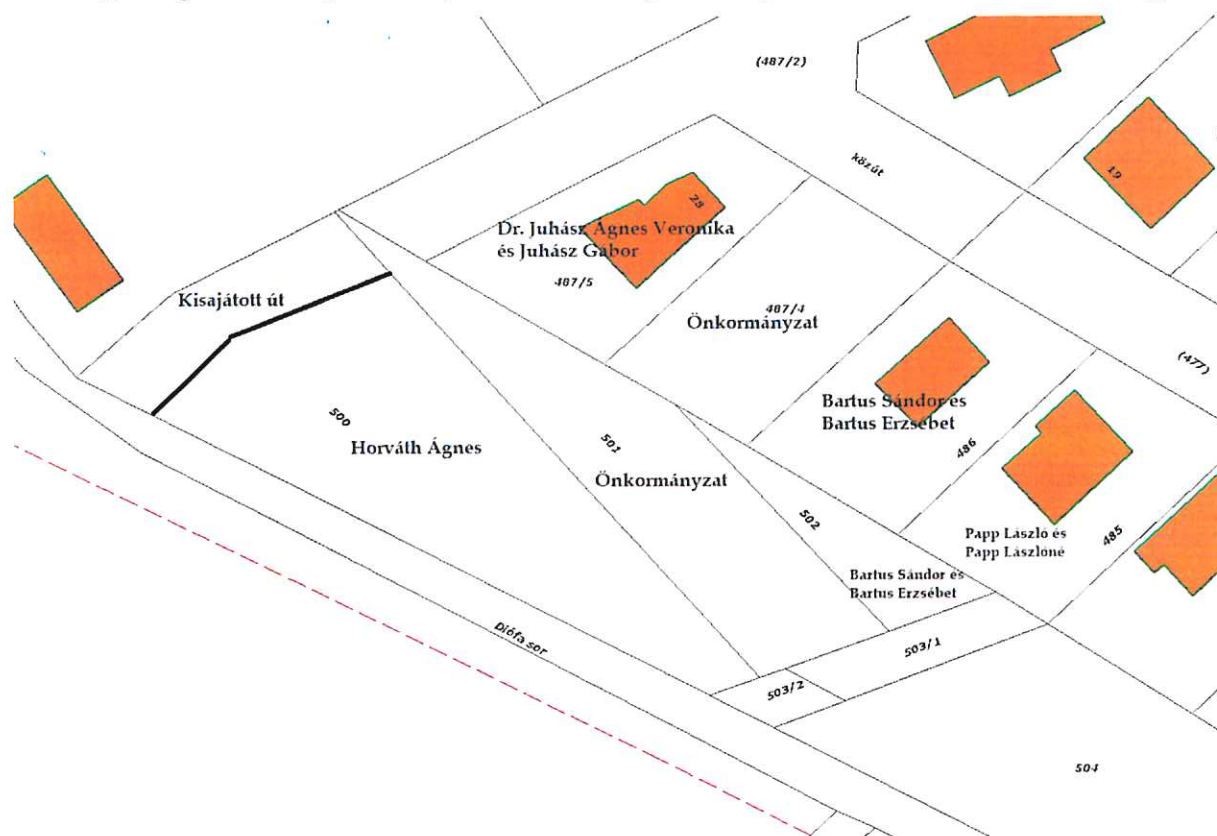 (487/2)
közút
19
28
Dr. Juhász Ágnes Veronika
és Juhász Gábor
487/5
Kisajátott út
487/4
Önkormányzat
(477)
Bartus Sándor és
Bartus Erzsébet
500
Horváth Ágnes
501
Önkormányzat
486
502
Papp László és
Papp Lászlóné
485
Bartus Sándor és
Bartus Erzsébet
Diófa sor
503/1
503/2
504